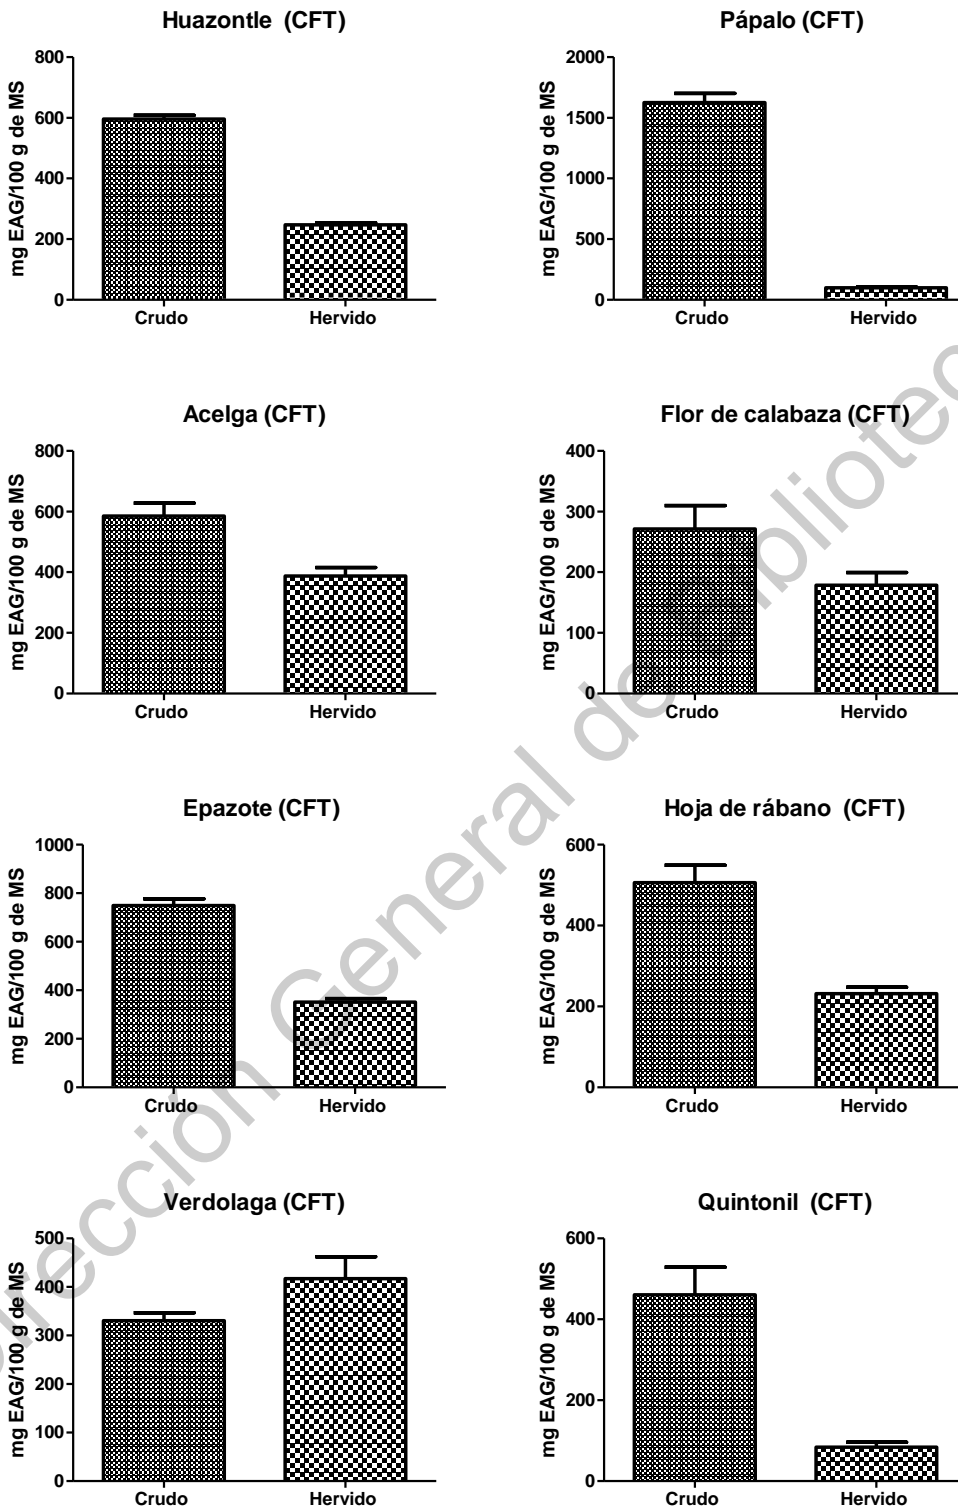 Huazontle (CFT)
mg EAG/100 g de MS
800
600
400
200
0
Crudo Hervido
Pápalo (CFT)
mg EAG/100 g de MS
2000
1500
1000
500
0
Crudo Hervido
Acelga (CFT)
mg EAG/100 g de MS
800
600
400
200
0
Crudo Hervido
Flor de calabaza (CFT)
mg EAG/100 g de MS
400
300
200
100
0
Crudo Hervido
Epazote (CFT)
mg EAG/100 g de MS
1000
800
600
400
200
0
Crudo Hervido
Hoja de rábano (CFT)
mg EAG/100 g de MS
600
400
200
0
Crudo Hervido
Verdolaga (CFT)
mg EAG/100 g de MS
500
400
300
200
100
0
Crudo Hervido
Quintonil (CFT)
mg EAG/100 g de MS
600
400
200
0
Crudo Hervido
Dirección General de Bibliotec